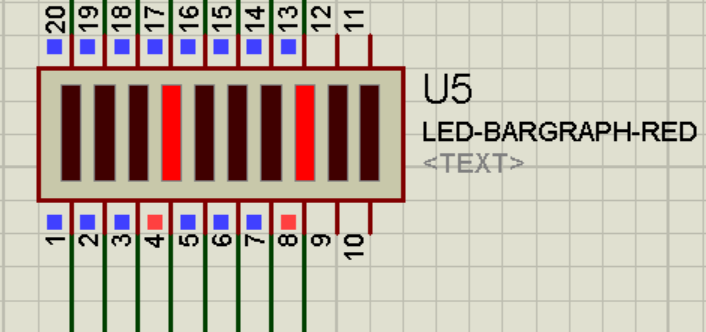 20 19 18 17 16 15 14 13 12 11
U5
LED-BARGRAPH-RED
<TEXT>
1 2 3 4 5 6 7 8 9 10